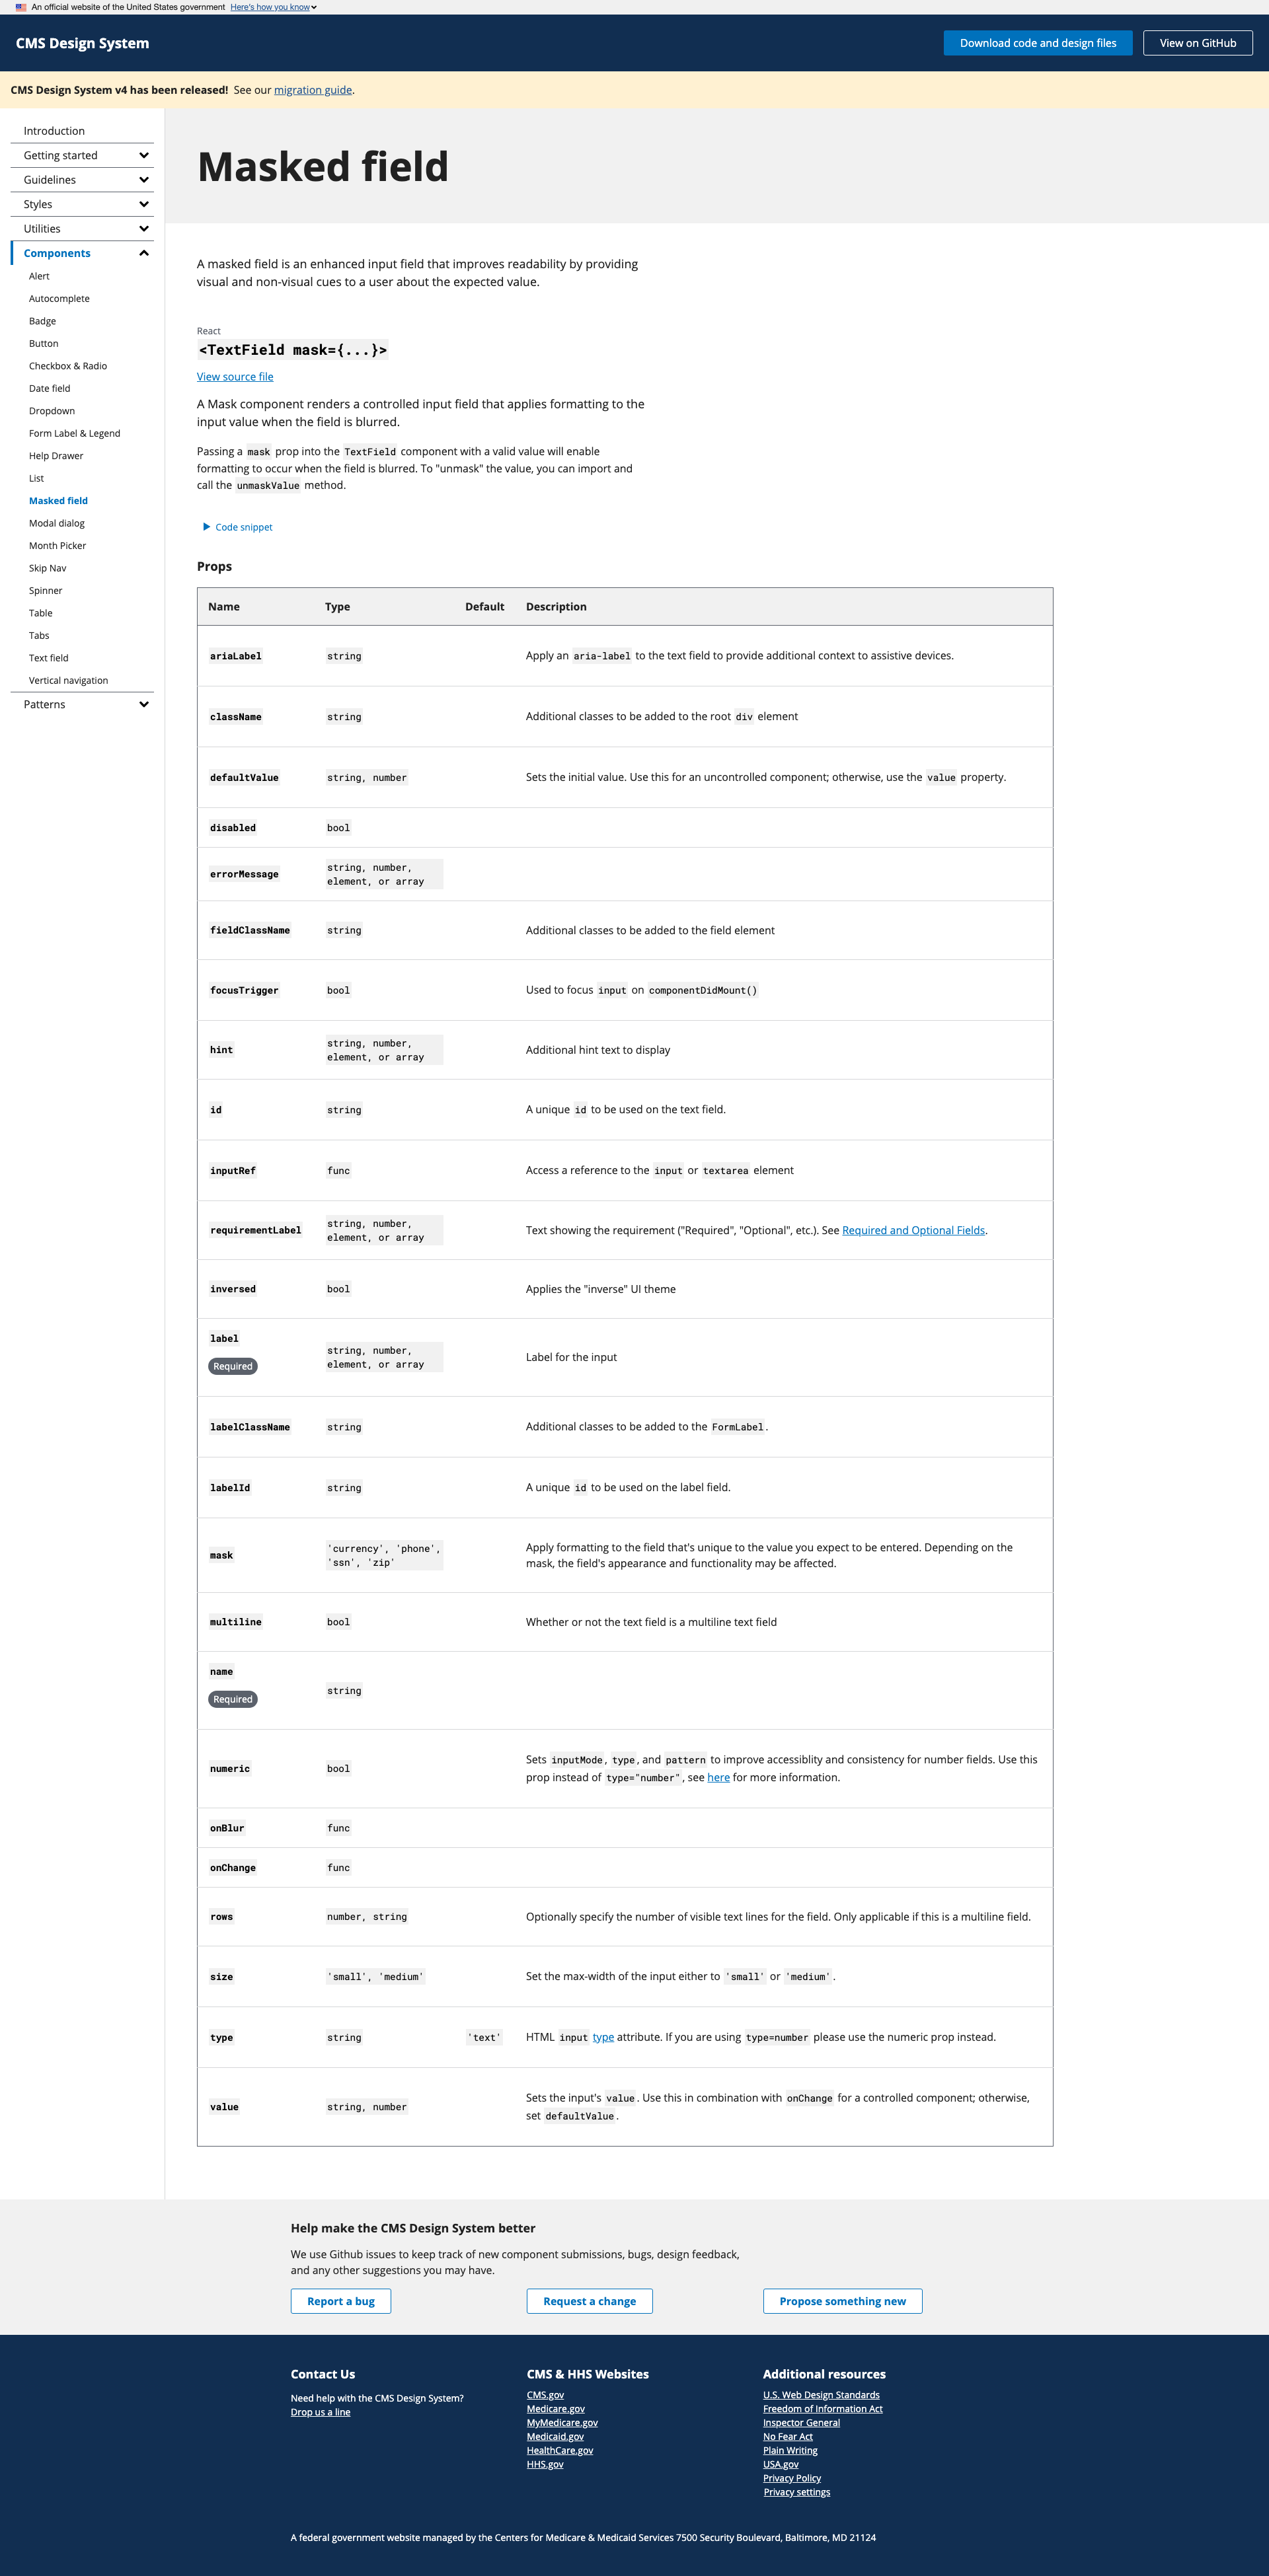 An official website of the United States government Here's how you know
CMS Design System
Download code and design files
View on GitHub
CMS Design System v4 has been released! See our migration guide.
Introduction
Getting started
Guidelines
Styles
Utilities
Components
Alert
Autocomplete
Badge
Button
Checkbox & Radio
Date field
Dropdown
Form Label & Legend
Help Drawer
List
Masked field
Modal dialog
Month Picker
Skip Nav
Spinner
Table
Tabs
Text field
Vertical navigation
Patterns
Masked field
A masked field is an enhanced input field that improves readability by providing
visual and non-visual cues to a user about the expected value.
React
<TextField mask={...}>
View source file
A Mask component renders a controlled input field that applies formatting to the
input value when the field is blurred.
Passing a mask prop into the TextField component with a valid value will enable
formatting to occur when the field is blurred. To "unmask" the value, you can import and
call the unmaskValue method.
Code snippet
Props
Name Type Default Description
ariaLabel string Apply an aria-label to the text field to provide additional context to assistive devices.
className string Additional classes to be added to the root div element
defaultValue string, number Sets the initial value. Use this for an uncontrolled component; otherwise, use the value property.
disabled bool
errorMessage string, number,
element, or array
fieldClassName string Additional classes to be added to the field element
focusTrigger bool Used to focus input on componentDidMount()
hint string, number,
element, or array Additional hint text to display
id string A unique id to be used on the text field.
inputRef func Access a reference to the input or textarea element
requirementLabel string, number,
element, or array Text showing the requirement ("Required", "Optional", etc.). See Required and Optional Fields.
inversed bool Applies the "inverse" UI theme
label
Required
string, number,
element, or array Label for the input
labelClassName string Additional classes to be added to the FormLabel.
labelId string A unique id to be used on the label field.
mask 'currency', 'phone',
'ssn', 'zip'
Apply formatting to the field that's unique to the value you expect to be entered. Depending on the
mask, the field's appearance and functionality may be affected.
multiline bool Whether or not the text field is a multiline text field
name
Required
string
numeric bool Sets inputMode, type, and pattern to improve accessiblity and consistency for number fields. Use this
prop instead of type="number", see here for more information.
onBlur func
onChange func
rows number, string Optionally specify the number of visible text lines for the field. Only applicable if this is a multiline field.
size 'small', 'medium' Set the max-width of the input either to 'small' or 'medium'.
type string 'text' HTML input type attribute. If you are using type=number please use the numeric prop instead.
value string, number Sets the input's value. Use this in combination with onChange for a controlled component; otherwise,
set defaultValue.
Help make the CMS Design System better
We use Github issues to keep track of new component submissions, bugs, design feedback,
and any other suggestions you may have.
Report a bug
Request a change
Propose something new
Contact Us
Need help with the CMS Design System?
Drop us a line
CMS & HHS Websites
CMS.gov
Medicare.gov
MyMedicare.gov
Medicaid.gov
HealthCare.gov
HHS.gov
Additional resources
U.S. Web Design Standards
Freedom of Information Act
Inspector General
No Fear Act
Plain Writing
USA.gov
Privacy Policy
Privacy settings
A federal government website managed by the Centers for Medicare & Medicaid Services 7500 Security Boulevard, Baltimore, MD 21124